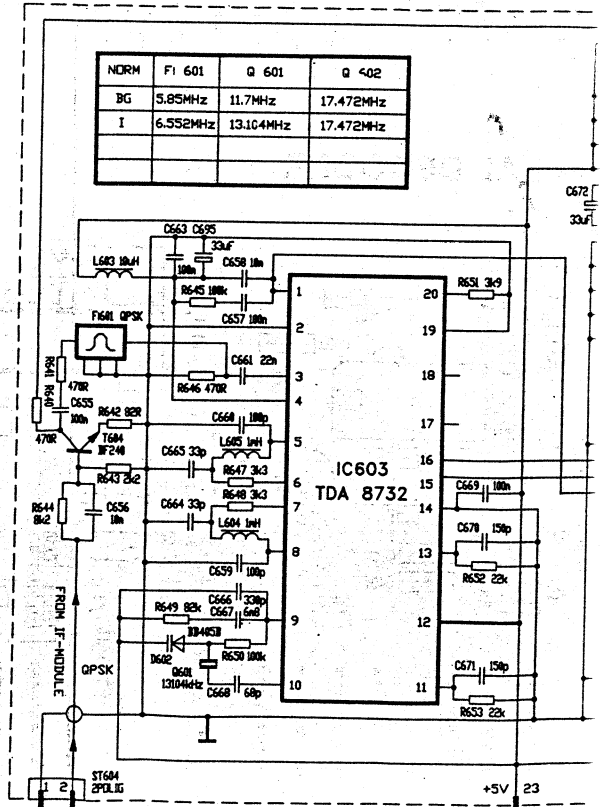 NORM FI 601 Q 601 Q 602
BG 5.85MHz 11.7MHz 17.472MHz
I 6.552MHz 13.104MHz 17.472MHz
C672
33uF
C663 C695
33uF
100n
L603 10uH
C658 10n
R645 100k
C657 100n
1
20
R651 3k9
2
19
FI601 QPSK
C661 22n
R646 470R
3
18
4
R641
470R
R640
470R
C655
100n
R642 82R
T604
BF240
R643 2k2
C660 100p
17
5
L605 1mH
C665 33p
R647 3k3
16
6
15
IC603
TDA 8732
C669 100n
R648 3k3
C664 33p
7
14
L604 1mH
R644
8k2
C656
10n
8
C659 100p
C670 150p
13
R652 22k
C666 330p
R649 82k
C667 6n8
9
12
BB405B
D602
R650 100k
Q601
13104kHz
C668 68p
10
11
C671 150p
R653 22k
FROM IF-MODULE
QPSK
1 2
ST604
2POLIG
+5V 23